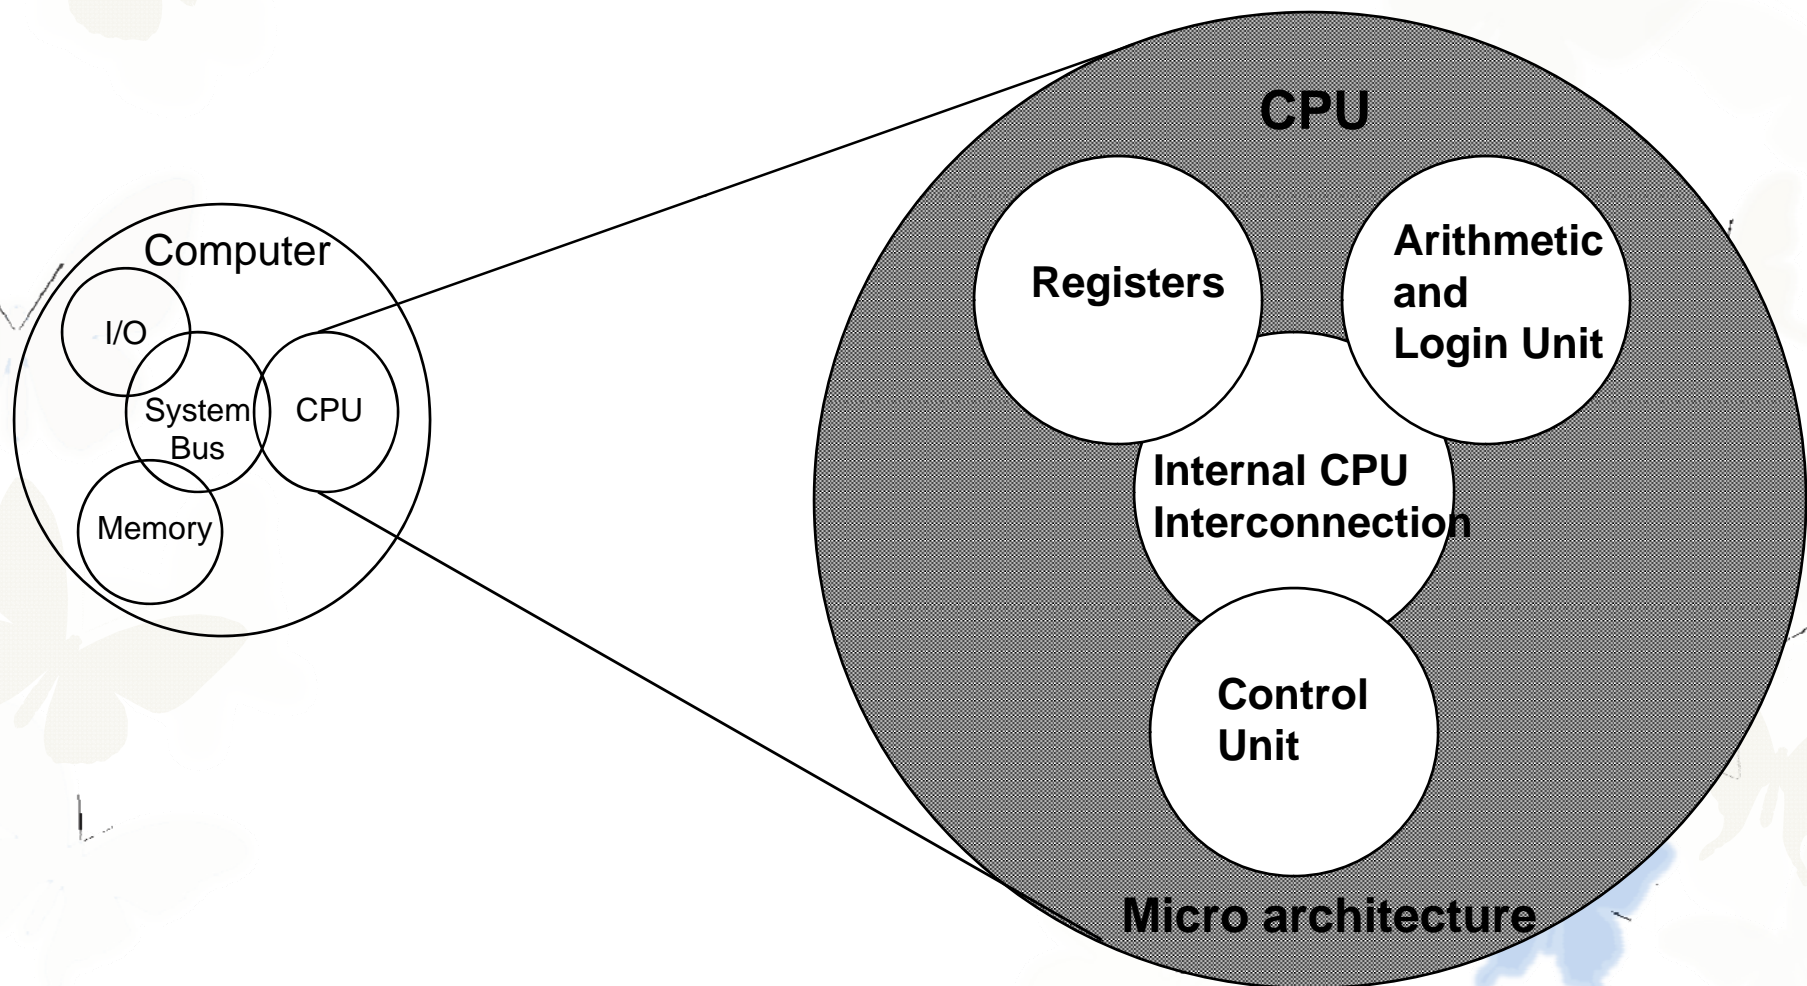 Computer
I/O
System
Bus
CPU
Memory
CPU
Registers
Arithmetic
and
Login Unit
Internal CPU
Interconnection
Control
Unit
Micro architecture